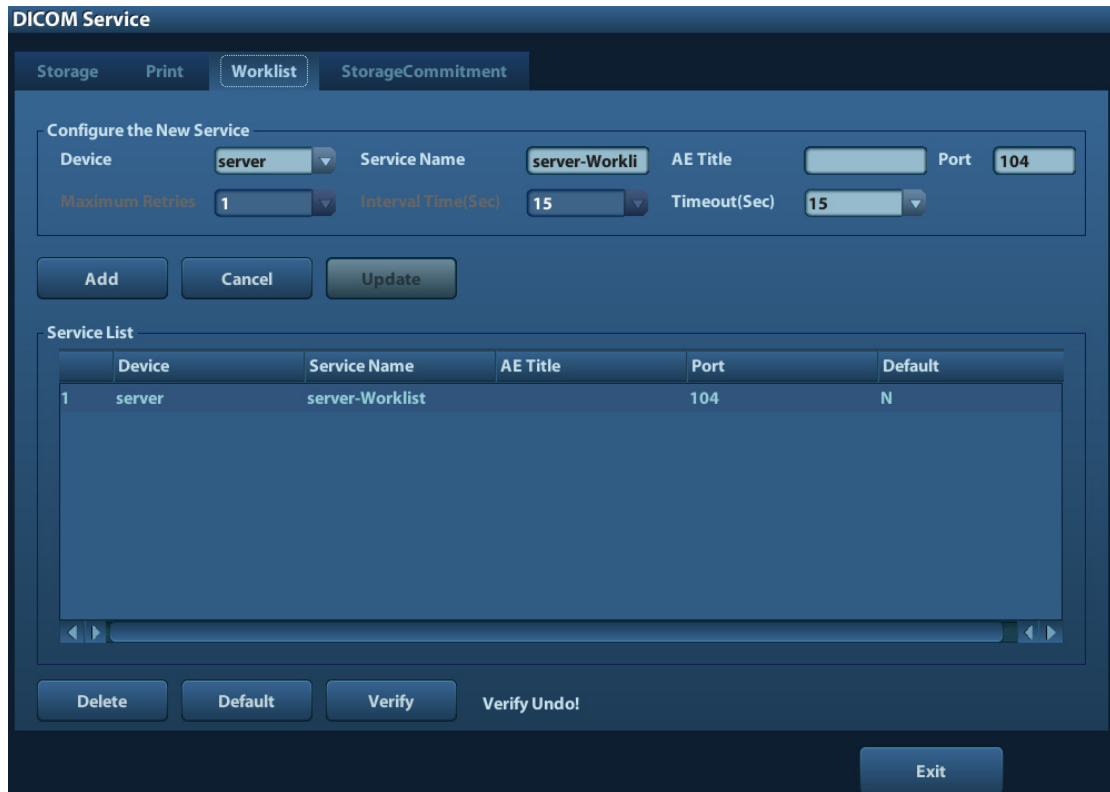 DICOM Service
Storage Print Worklist StorageCommitment
Configure the New Service
Device server Service Name server-Workli AE Title Port 104
Maximum Retries 1 Interval Time(Sec) 15 Timeout(Sec) 15
Add Cancel Update
Service List
Device Service Name AE Title Port Default
1 server server-Worklist 104 N
Delete Default Verify Verify Undo!
Exit